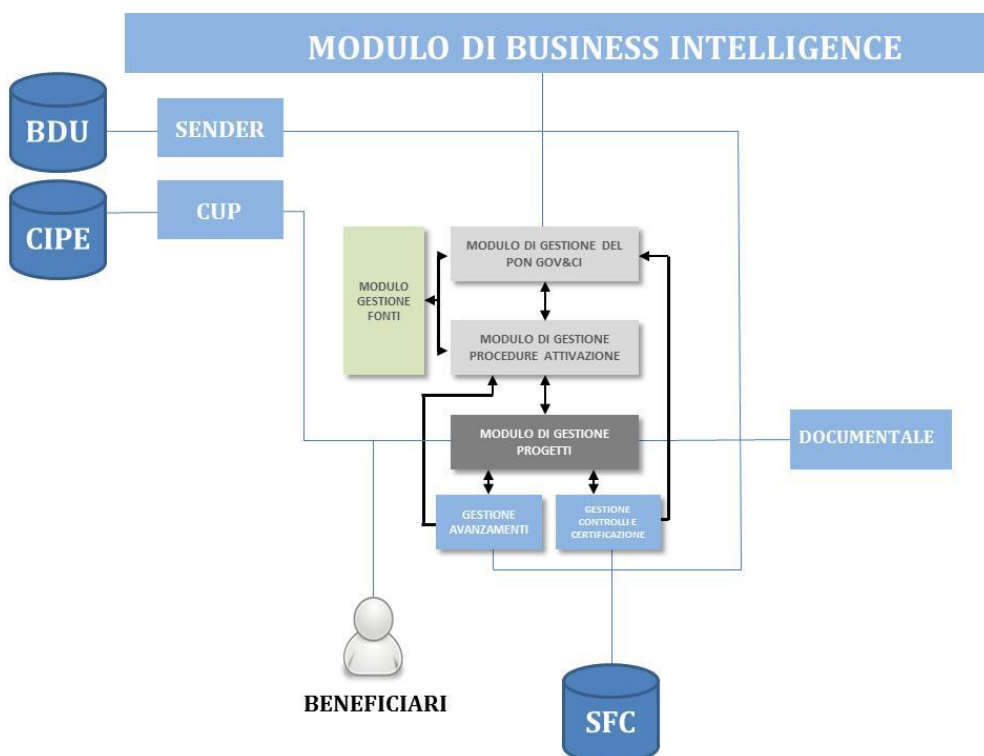 MODULO DI BUSINESS INTELLIGENCE
BDU
SENDER
CIPE
CUP
MODULO DI GESTIONE DEL
PON GOV&CI
MODULO
GESTIONE
FONTI
MODULO DI GESTIONE
PROCEDURE ATTIVAZIONE
MODULO DI GESTIONE
PROGETTI
DOCUMENTALE
GESTIONE
AVANZAMENTI
GESTIONE
CONTROLLI E
CERTIFICAZIONE
BENEFICIARI
SFC